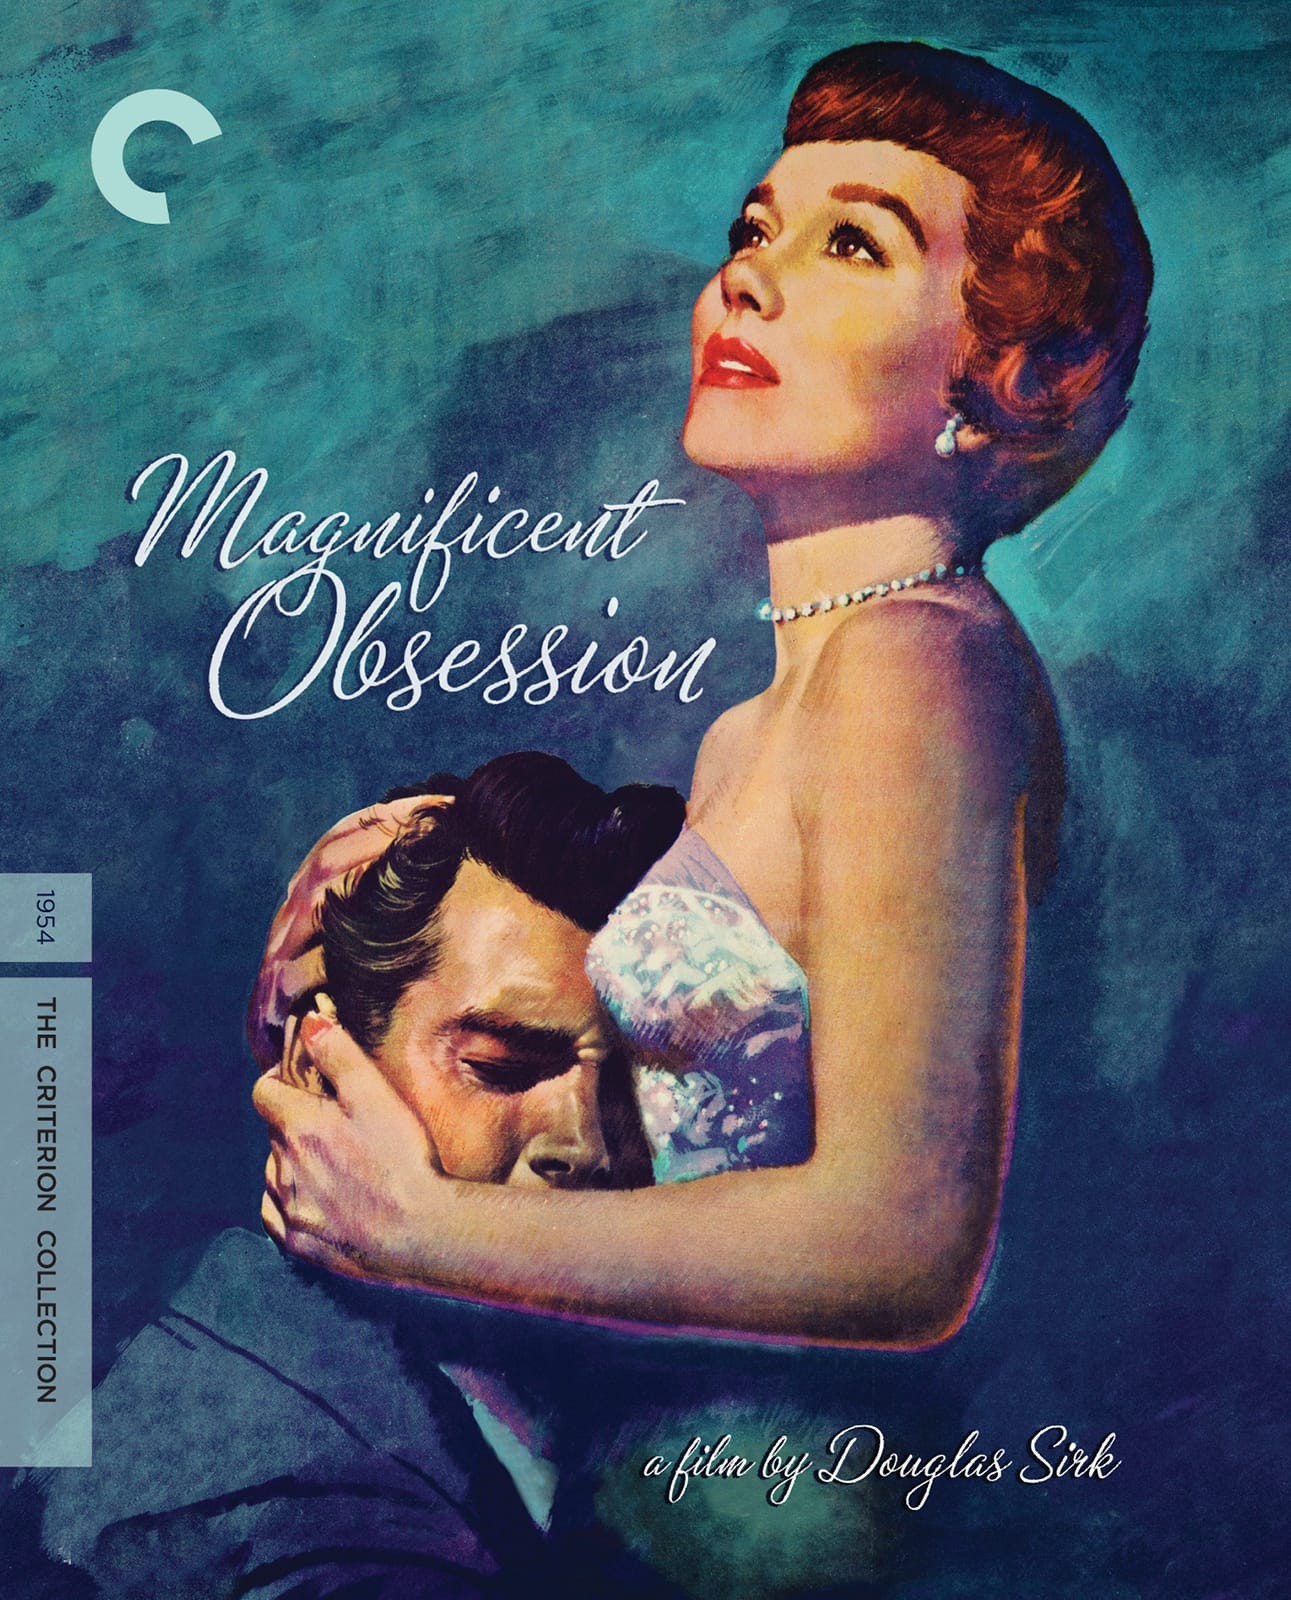 Magnificent
Obsession
1954
THE CRITERION COLLECTION
a film by Douglas Sirk